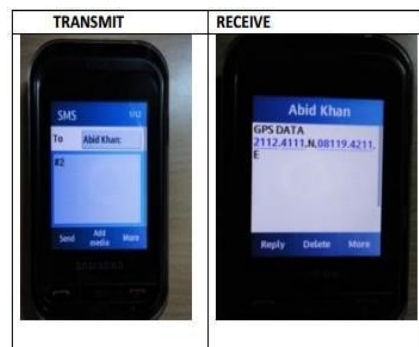 TRANSMIT
RECEIVE
SMS 1/12
To Abid Khan:
#2
Send Add media More
SAMSUNG
Abid Khan
GPS DATA
2112.4111,N,08119.4211,
E
Reply Delete More